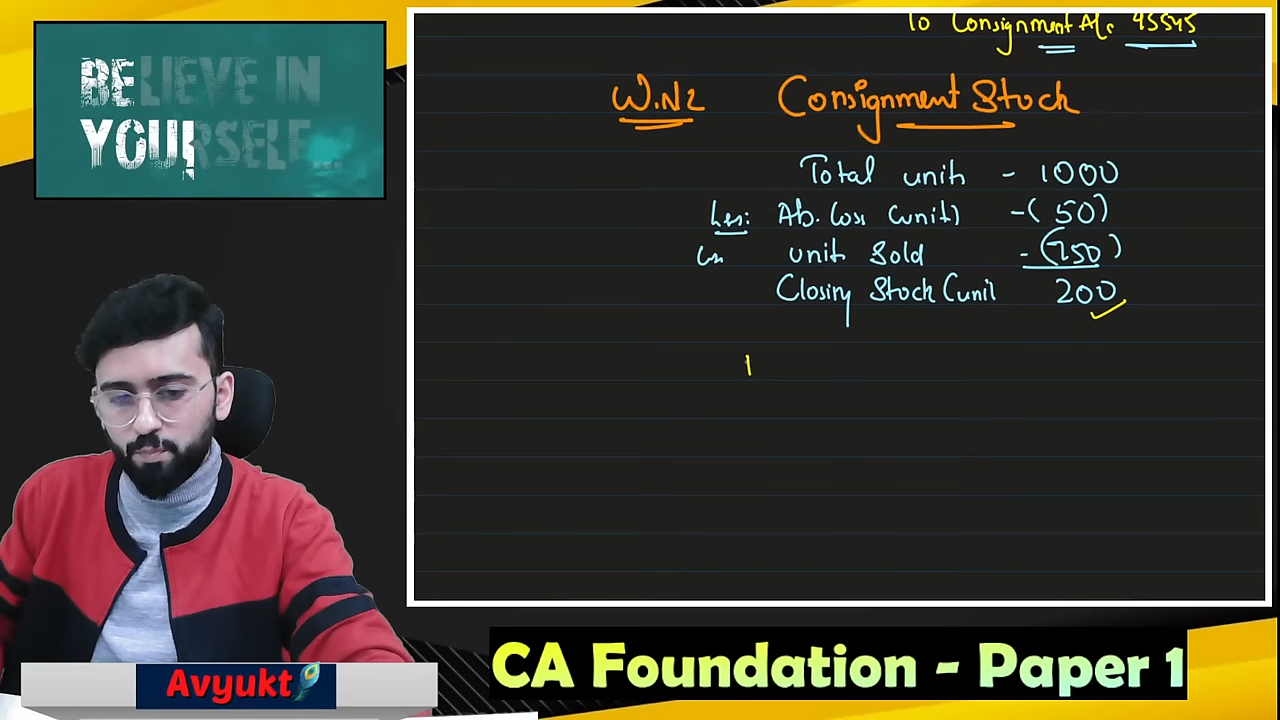 BELIEVE IN
YOURSELF...
To Consignment A/c 45545
W.N2 Consignment Stock
Total unit - 1000
Less: Ab. Loss (unit) -( 50)
unit Sold - (750)
Closing Stock (unit 200
Avyukt
CA Foundation - Paper 1